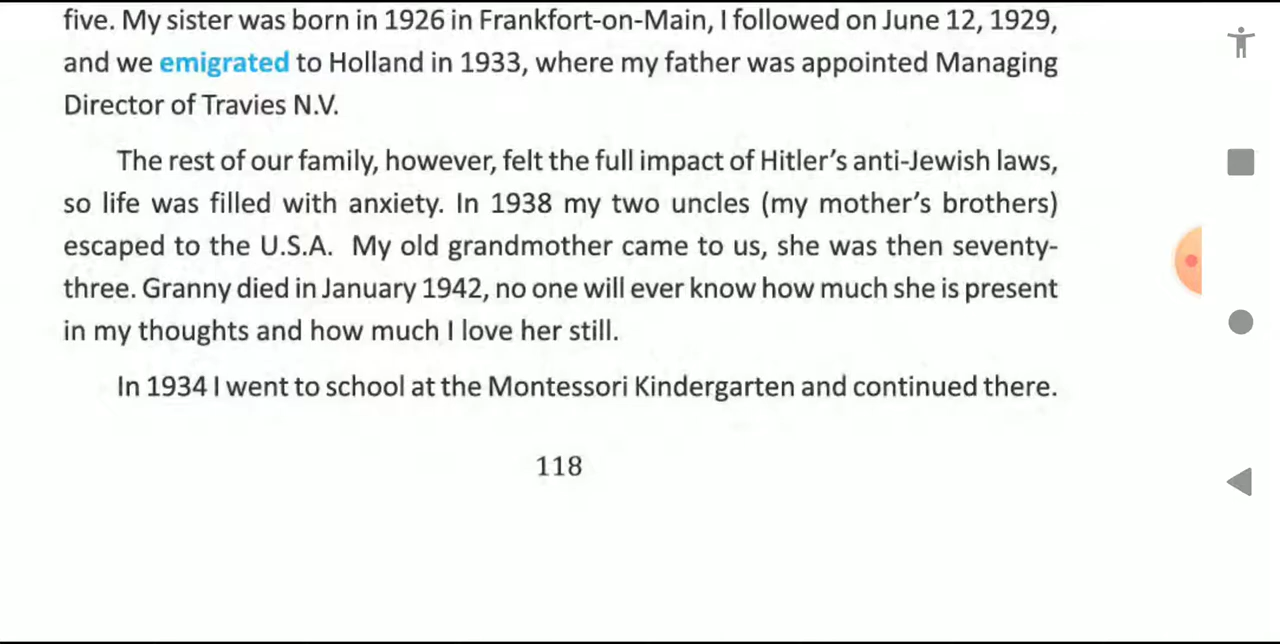 five. My sister was born in 1926 in Frankfort-on-Main, I followed on June 12, 1929,
and we emigrated to Holland in 1933, where my father was appointed Managing
Director of Travies N.V.
The rest of our family, however, felt the full impact of Hitler's anti-Jewish laws,
so life was filled with anxiety. In 1938 my two uncles (my mother's brothers)
escaped to the U.S.A. My old grandmother came to us, she was then seventy-
three. Granny died in January 1942, no one will ever know how much she is present
in my thoughts and how much I love her still.
In 1934 I went to school at the Montessori Kindergarten and continued there.
118